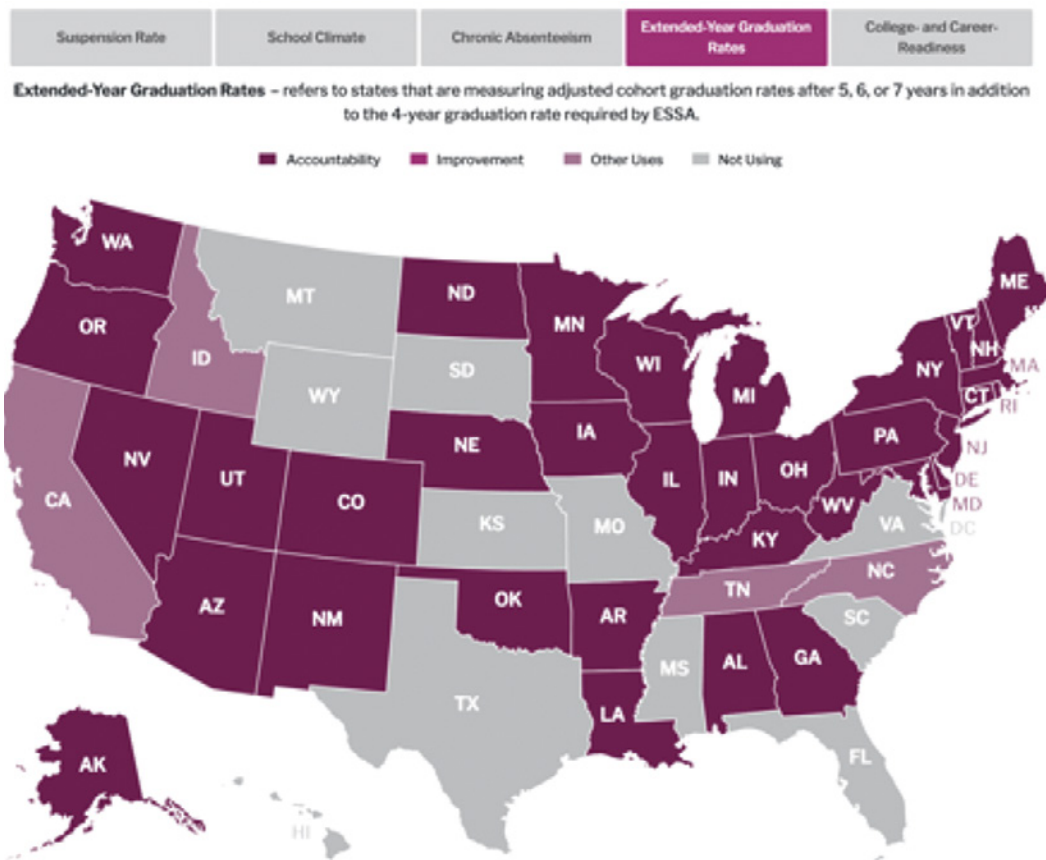 Suspension Rate
School Climate
Chronic Absenteeism
Extended-Year Graduation
Rates
College- and Career-
Readiness
Extended-Year Graduation Rates – refers to states that are measuring adjusted cohort graduation rates after 5, 6, or 7 years in addition
to the 4-year graduation rate required by ESSA.
Accountability
Improvement
Other Uses
Not Using
WA
MT
ND
MN
ME
OR
ID
SD
WI
VT
NH
WY
MI
NY
MA
CT
RI
NE
IA
PA
NJ
NV
UT
CO
IL
IN
OH
DE
CA
KS
MO
WV
MD
VA
DC
KY
AZ
NM
OK
AR
TN
NC
SC
MS
AL
GA
TX
LA
FL
AK
HI